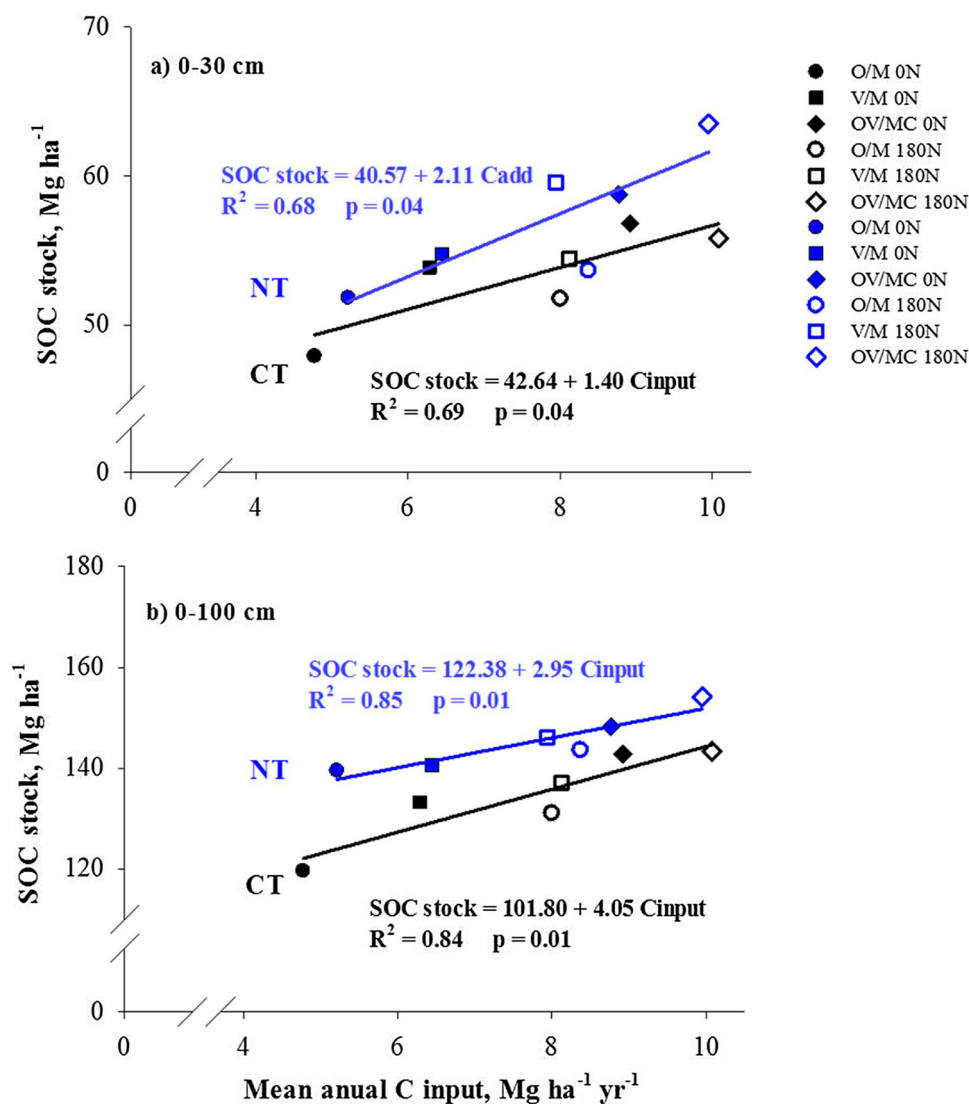 70
a) 0-30 cm
60
SOC stock = 40.57 + 2.11 Cadd
R² = 0.68 p = 0.04
NT
50
CT
SOC stock = 42.64 + 1.40 Cinput
R² = 0.69 p = 0.04
0
SOC stock, Mg ha⁻¹
0 4 6 8 10
O/M 0N
V/M 0N
OV/MC 0N
O/M 180N
V/M 180N
OV/MC 180N
O/M 0N
V/M 0N
OV/MC 0N
O/M 180N
V/M 180N
OV/MC 180N
180
b) 0-100 cm
160
SOC stock = 122.38 + 2.95 Cinput
R² = 0.85 p = 0.01
NT
140
120
CT
SOC stock = 101.80 + 4.05 Cinput
R² = 0.84 p = 0.01
0
SOC stock, Mg ha⁻¹
0 4 6 8 10
Mean anual C input, Mg ha⁻¹ yr⁻¹